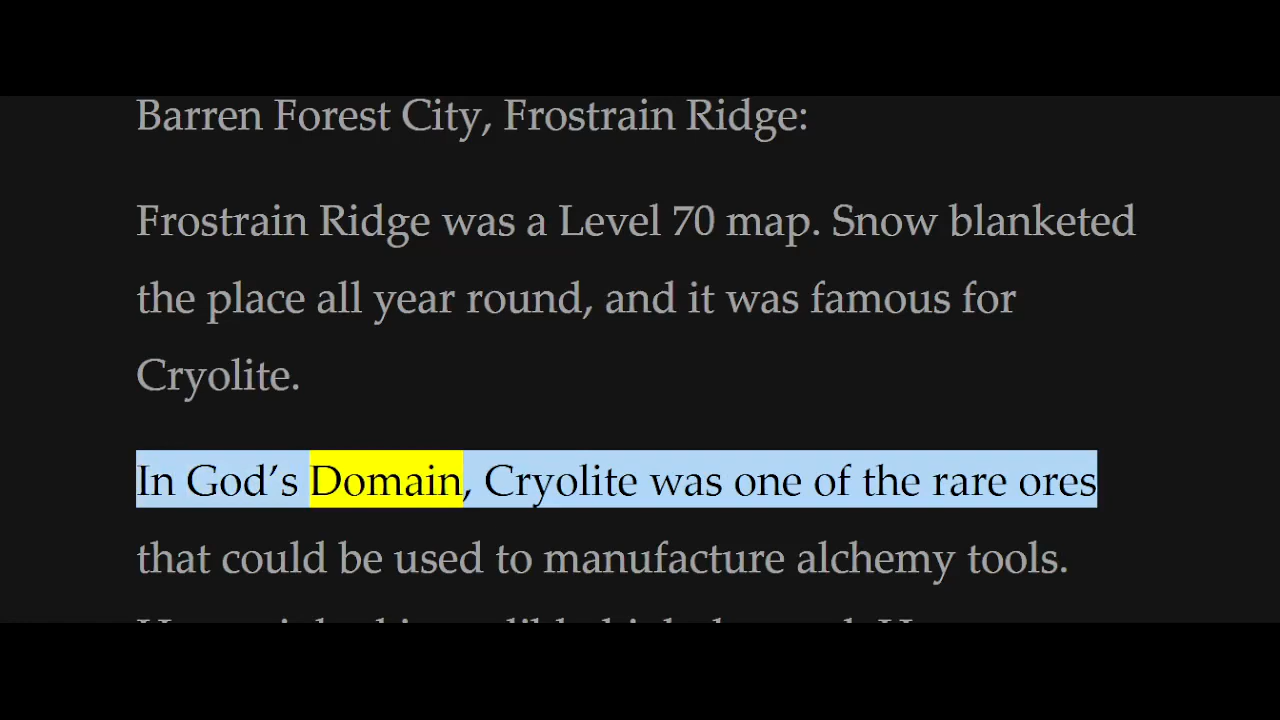 Barren Forest City, Frostrain Ridge:
Frostrain Ridge was a Level 70 map. Snow blanketed
the place all year round, and it was famous for
Cryolite.
In God’s Domain, Cryolite was one of the rare ores
that could be used to manufacture alchemy tools.